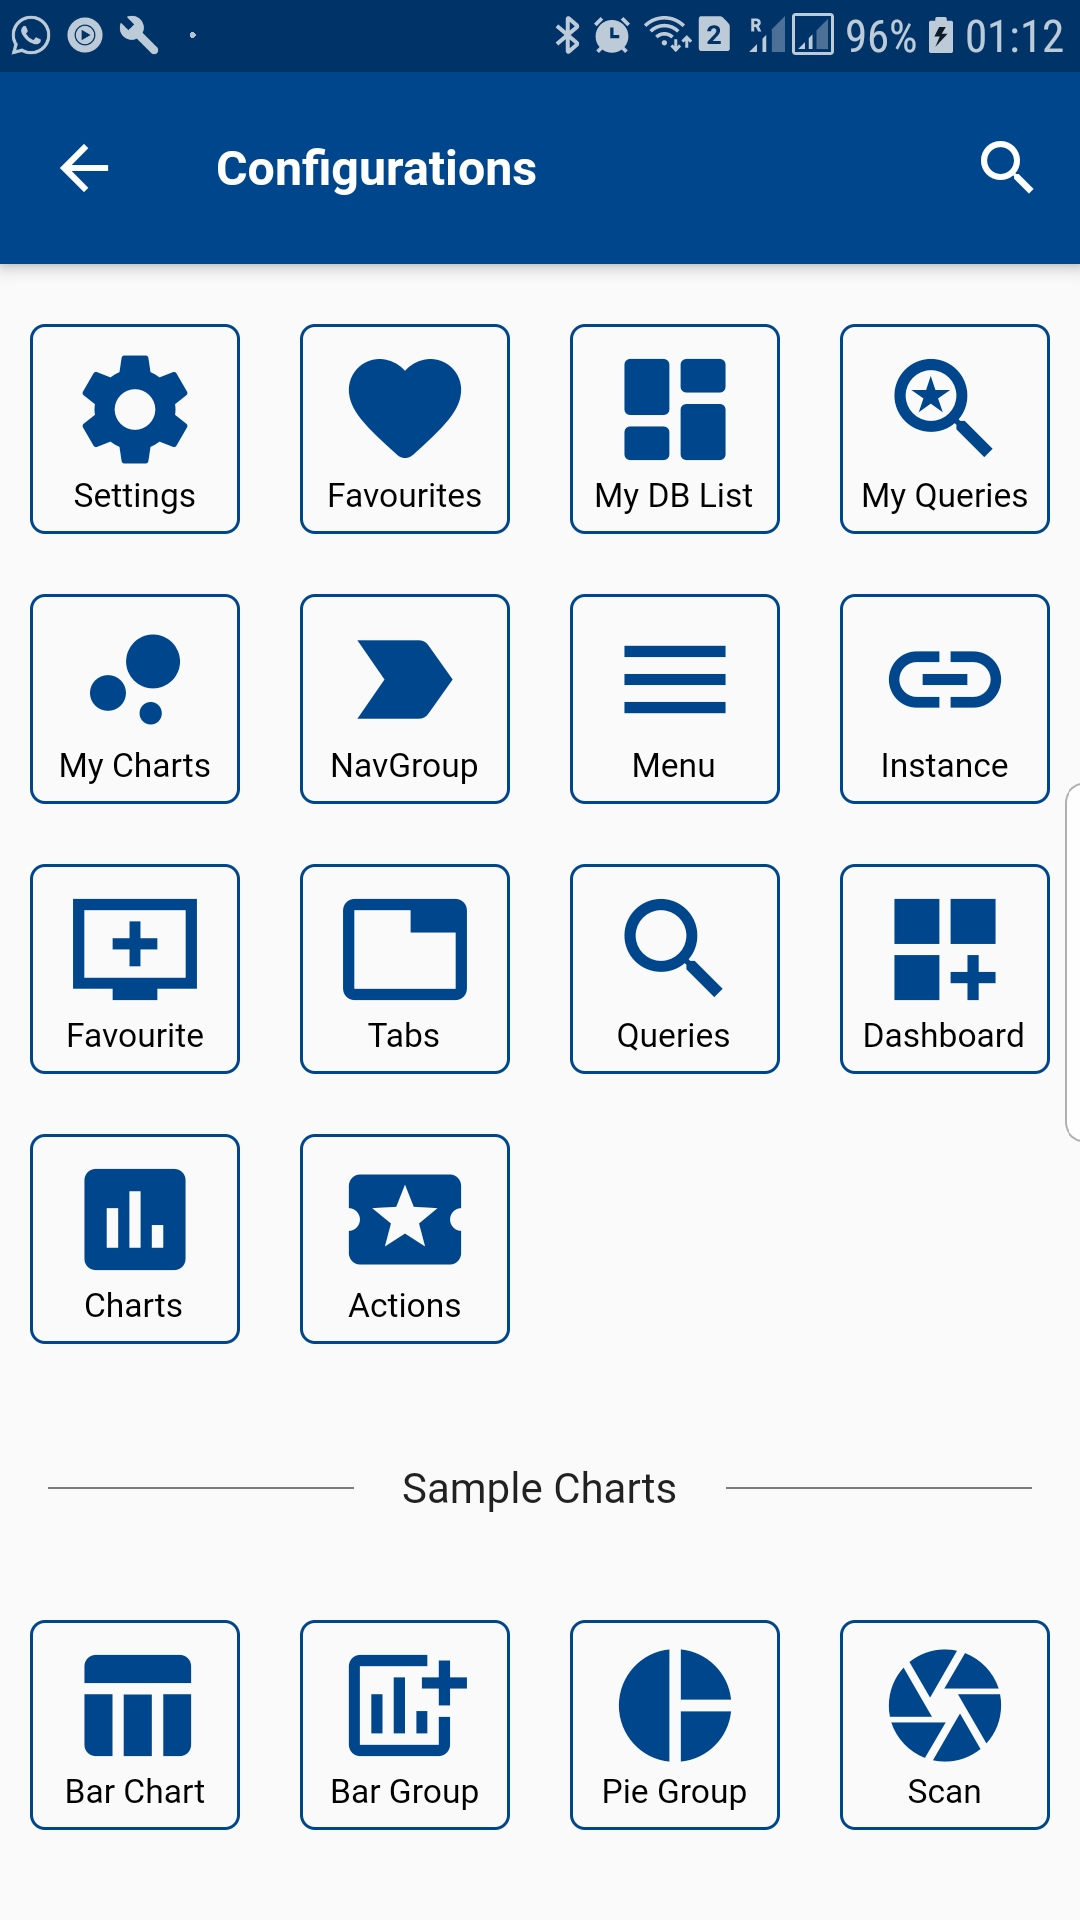 2 R 96% 01:12
Configurations
Settings Favourites My DB List My Queries
My Charts NavGroup Menu Instance
Favourite Tabs Queries Dashboard
Charts Actions
Sample Charts
Bar Chart Bar Group Pie Group Scan